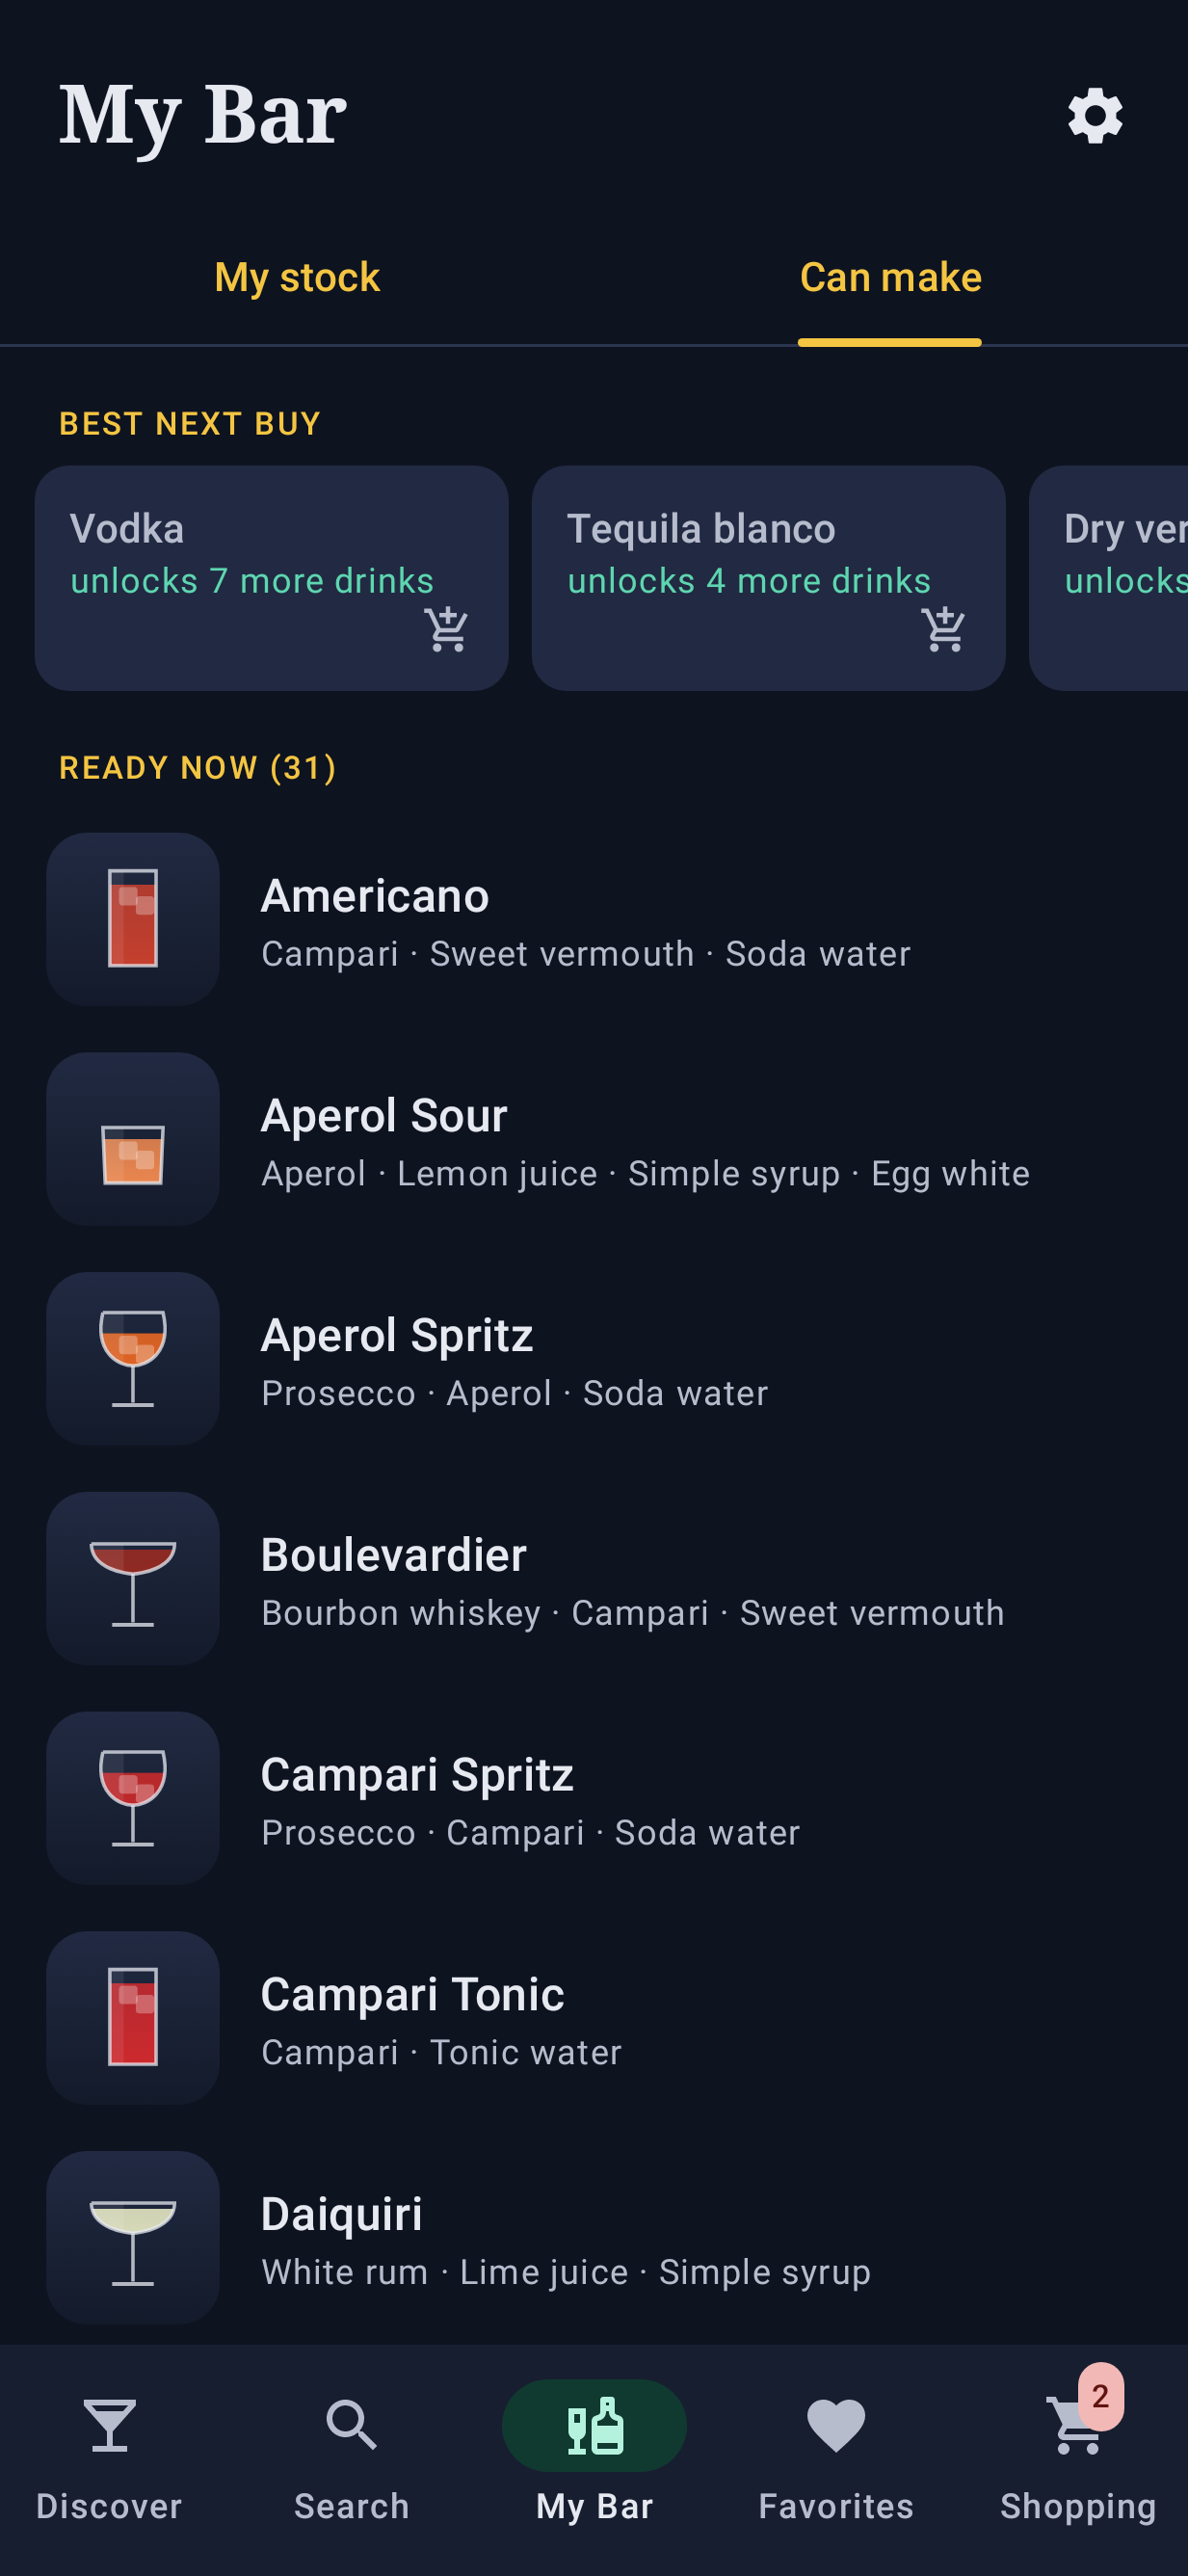 My Bar
My stock
Can make
BEST NEXT BUY
Vodka
unlocks 7 more drinks
Tequila blanco
unlocks 4 more drinks
Dry
unlocks
READY NOW (31)
Americano
Campari · Sweet vermouth · Soda water
Aperol Sour
Aperol · Lemon juice · Simple syrup · Egg white
Aperol Spritz
Prosecco · Aperol · Soda water
Boulevardier
Bourbon whiskey · Campari · Sweet vermouth
Campari Spritz
Prosecco · Campari · Soda water
Campari Tonic
Campari · Tonic water
Daiquiri
White rum · Lime juice · Simple syrup
2
Discover
Search
My Bar
Favorites
Shopping